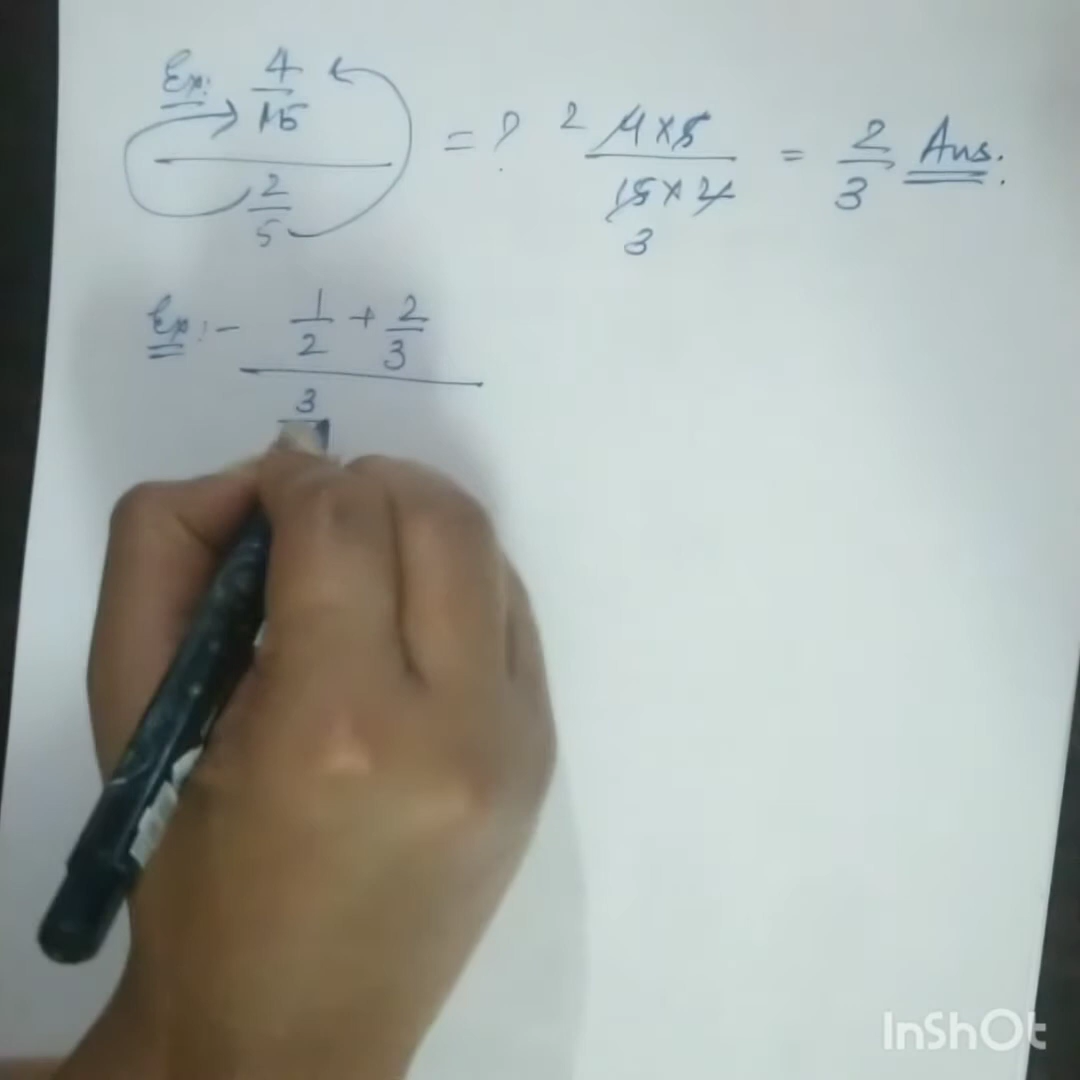 Ex: 4/15 / 2/5 = ? 2 4×5 / 15×2 3 = 2/3 Ans.
Ex:- 1/2 + 2/3 / 3
InShOt